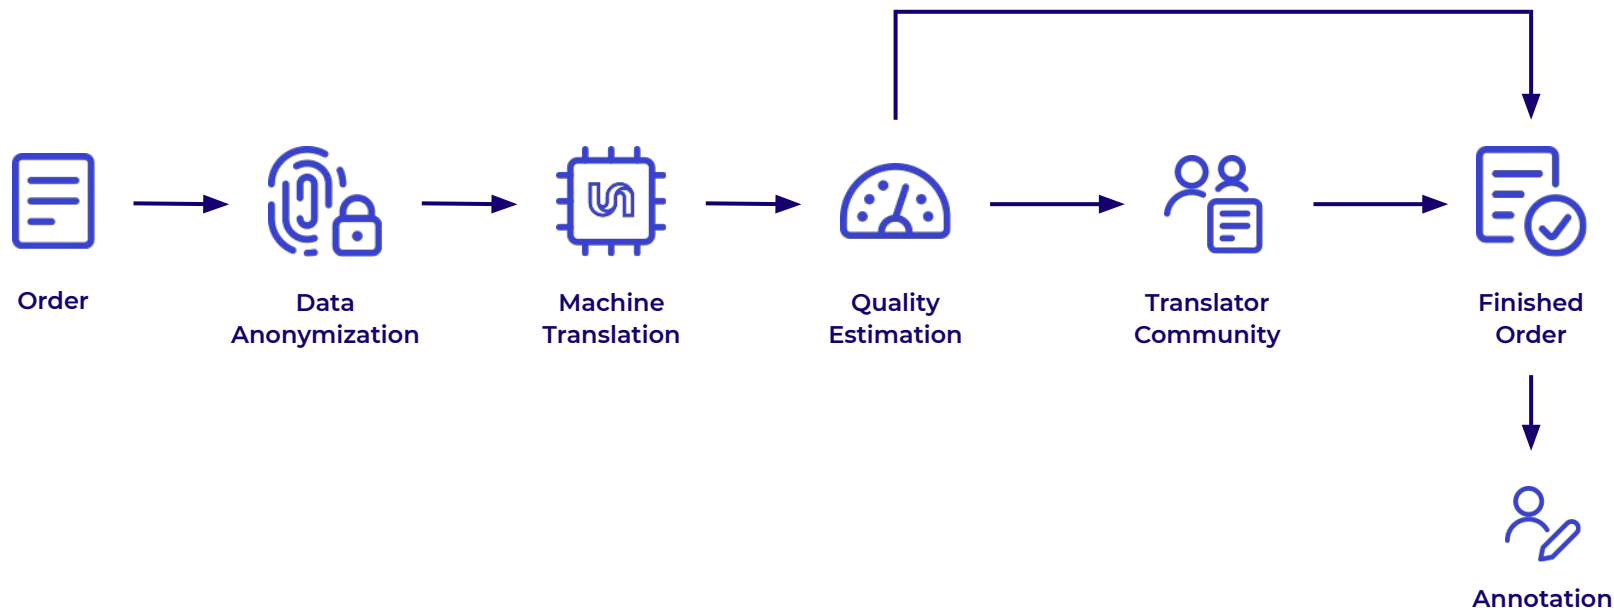 Order
Data
Anonymization
Machine
Translation
Quality
Estimation
Translator
Community
Finished
Order
Annotation